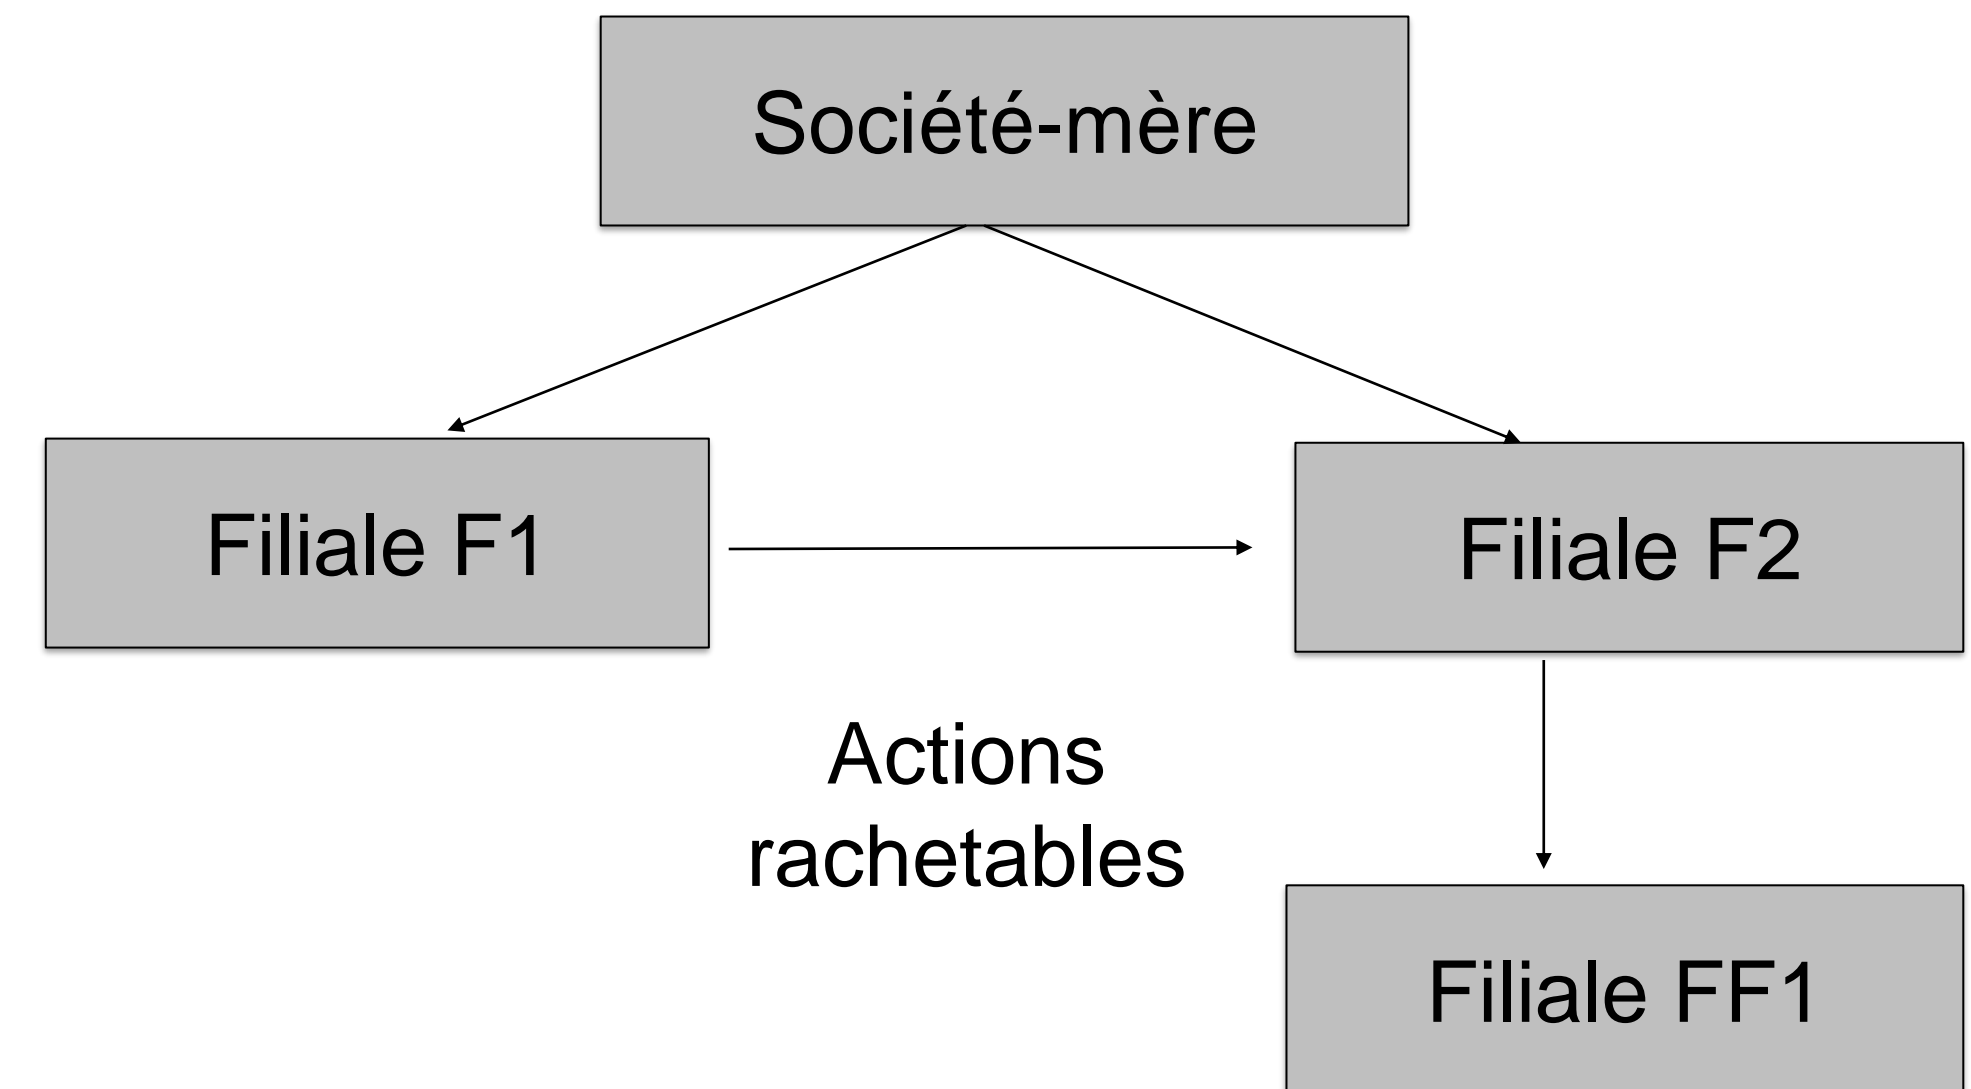 Société-mère
Filiale F1
Filiale F2
Actions
rachetables
Filiale FF1